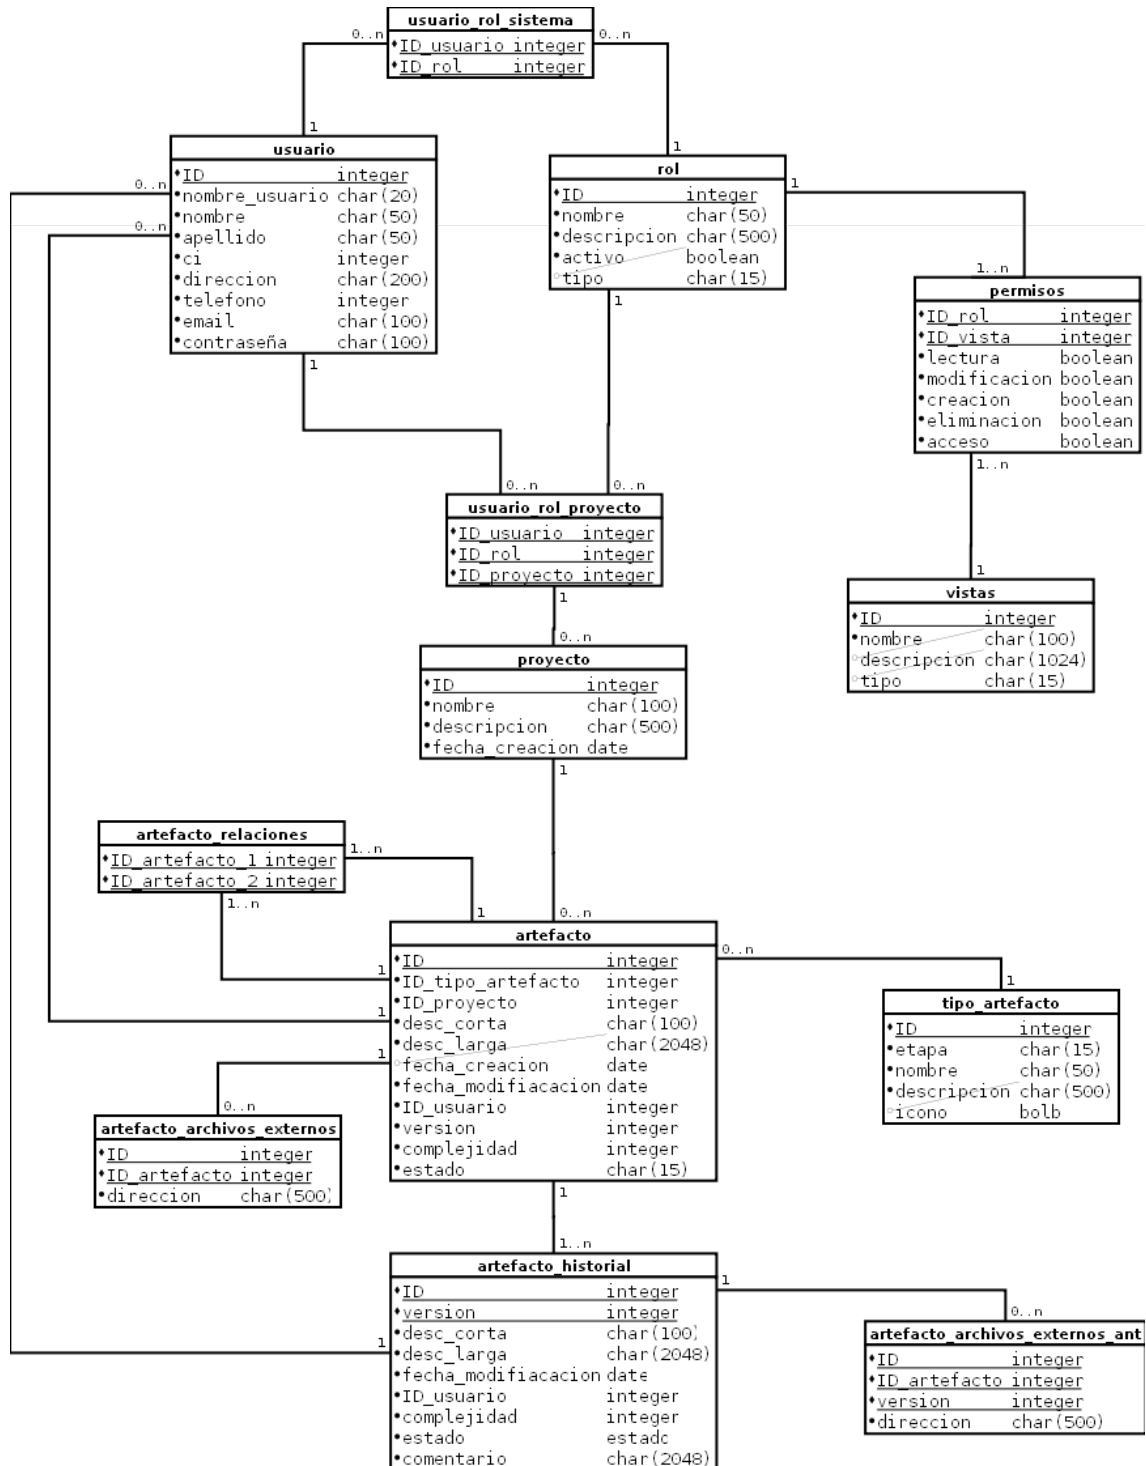 usuario_rol_sistema
ID_usuario integer
ID_rol integer
0..n
0..n
1
1
usuario
ID integer
nombre_usuario char(20)
nombre char(50)
apellido char(50)
ci integer
direccion char(200)
telefono integer
email char(100)
contraseña char(100)
0..n
0..n
1
rol
ID integer
nombre char(50)
descripcion char(500)
activo boolean
tipo char(15)
1
1
1..n
permisos
ID_rol integer
ID_vista integer
lectura boolean
modificacion boolean
creacion boolean
eliminacion boolean
acceso boolean
1..n
0..n
0..n
usuario_rol_proyecto
ID_usuario integer
ID_rol integer
ID_proyecto integer
1
1
vistas
ID integer
nombre char(100)
descripcion char(1024)
tipo char(15)
0..n
proyecto
ID integer
nombre char(100)
descripcion char(500)
fecha_creacion date
1
artefacto_relaciones
ID_artefacto_1 integer
ID_artefacto_2 integer
1..n
1..n
1
0..n
artefacto
ID integer
ID_tipo_artefacto integer
ID_proyecto integer
desc_corta char(100)
desc_larga char(2048)
fecha_creacion date
fecha_modifiacacion date
ID_usuario integer
version integer
complejidad integer
estado char(15)
1
1
1
0..n
1
tipo_artefacto
ID integer
etapa char(15)
nombre char(50)
descripcion char(500)
icono bolb
0..n
artefacto_archivos_externos
ID integer
ID_artefacto integer
direccion char(500)
1
1..n
artefacto_historial
ID integer
version integer
desc_corta char(100)
desc_larga char(2048)
fecha_modifiacacion date
ID_usuario integer
complejidad integer
estado estadc
comentario char(2048)
1
1
0..n
artefacto_archivos_externos_ant
ID integer
ID_artefacto integer
version integer
direccion char(500)